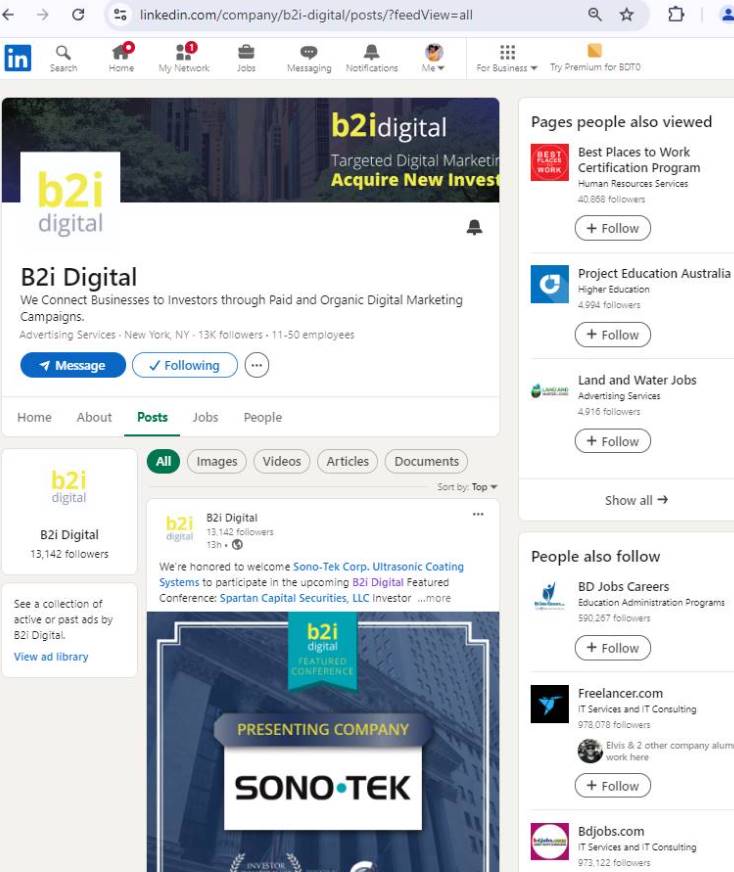 linkedin.com/company/b2i-digital/posts/?feedView=all
in
Search
Home
1
My Network
Jobs
Messaging
Notifications
Me
For Business
Try Premium for BDT0
b2idigital
Targeted Digital Marketin
Acquire New Invest
b2i
digital
B2i Digital
We Connect Businesses to Investors through Paid and Organic Digital Marketing
Campaigns.
Advertising Services · New York, NY · 13K followers · 11-50 employees
Message
Following
Home
About
Posts
Jobs
People
b2i
digital
B2i Digital
13,142 followers
See a collection of
active or past ads by
B2i Digital.
View ad library
All
Images
Videos
Articles
Documents
Sort by: Top
b2i
digital
B2i Digital
13,142 followers
13h •
We're honored to welcome Sono-Tek Corp. Ultrasonic Coating
Systems to participate in the upcoming B2i Digital Featured
Conference: Spartan Capital Securities, LLC Investor ...more
b2i
digital
FEATURED
CONFERENCE
PRESENTING COMPANY
SONO•TEK
INVESTOR
Pages people also viewed
BEST
PLACES
WORK
Best Places to Work
Certification Program
Human Resources Services
40,868 followers
+ Follow
Project Education Australia
Higher Education
4,994 followers
+ Follow
LAND AND
Land and Water Jobs
Advertising Services
4,916 followers
+ Follow
Show all →
People also follow
BD Jobs Careers
Education Administration Programs
590,267 followers
+ Follow
Freelancer.com
IT Services and IT Consulting
978,078 followers
Elvis & 2 other company alum
work here
+ Follow
Bdjobs.com
IT Services and IT Consulting
973,122 followers